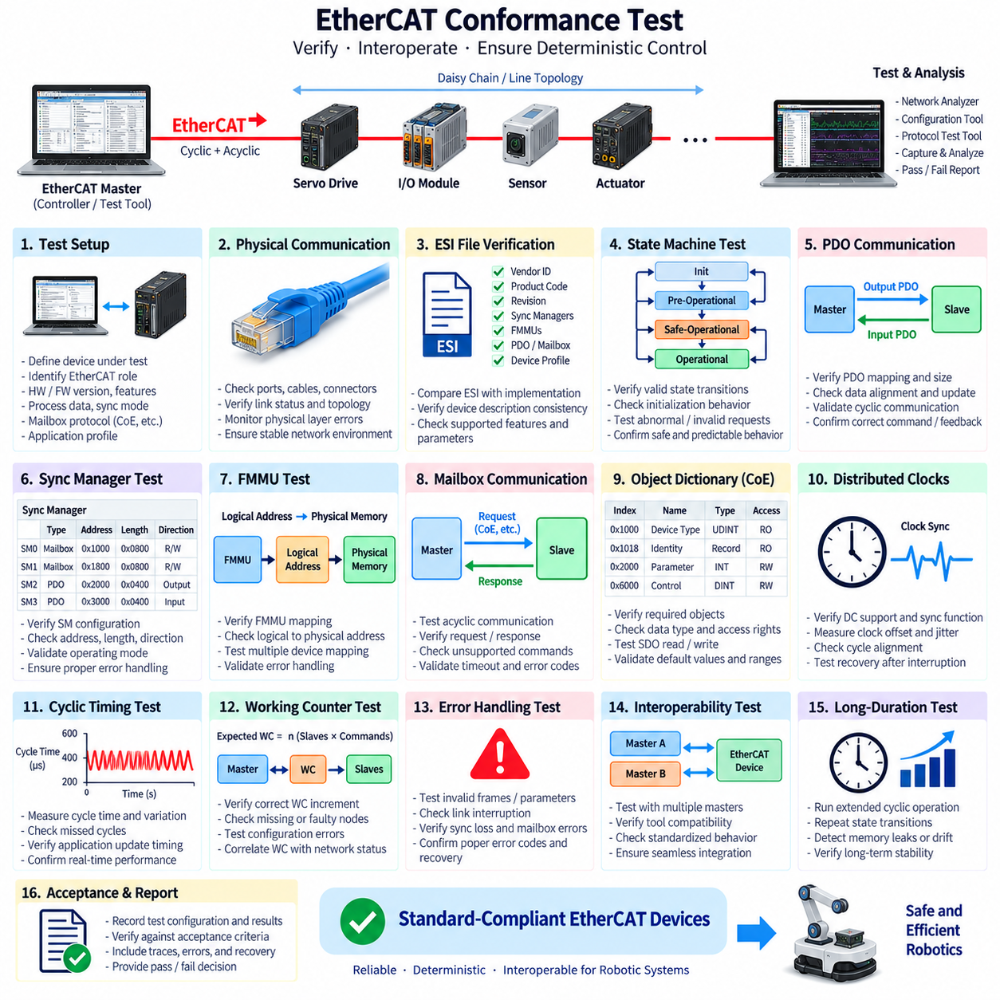 EtherCAT Conformance Test
Verify · Interoperate · Ensure Deterministic Control
Daisy Chain / Line Topology
EtherCAT
Cyclic + Acyclic
EtherCAT Master
(Controller / Test Tool)
Servo Drive
I/O Module
Sensor
Actuator
...
Test & Analysis
- Network Analyzer
- Configuration Tool
- Protocol Test Tool
- Capture & Analyze
- Pass / Fail Report
1. Test Setup
- Define device under test
- Identify EtherCAT role
- HW / FW version, features
- Process data, sync mode
- Mailbox protocol (CoE, etc.)
- Application profile
2. Physical Communication
- Check ports, cables, connectors
- Verify link status and topology
- Monitor physical layer errors
- Ensure stable network environment
3. ESI File Verification
ESI
Vendor ID
Product Code
Revision
Sync Managers
FMMUs
PDO / Mailbox
Device Profile
- Compare ESI with implementation
- Verify device description consistency
- Check supported features and
parameters
4. State Machine Test
Init
Pre-Operational
Safe-Operational
Operational
- Verify valid state transitions
- Check initialization behavior
- Test abnormal / invalid requests
- Confirm safe and predictable behavior
5. PDO Communication
Master
Output PDO
Input PDO
Slave
- Verify PDO mapping and size
- Check data alignment and update
- Validate cyclic communication
- Confirm correct command / feedback
6. Sync Manager Test
Sync Manager
Type Address Length Direction
SM0 Mailbox 0x1000 0x0800 R/W
SM1 Mailbox 0x1800 0x0800 R/W
SM2 PDO 0x2000 0x0400 Output
SM3 PDO 0x3000 0x0400 Input
- Verify SM configuration
- Check address, length, direction
- Validate operating mode
- Ensure proper error handling
7. FMMU Test
Logical Address → Physical Memory
FMMU
Logical
Address
Physical
Memory
- Verify FMMU mapping
- Check logical to physical address
- Test multiple device mapping
- Validate error handling
8. Mailbox Communication
Master
Request
(CoE, etc.)
Response
Slave
- Test acyclic communication
- Verify request / response
- Check unsupported commands
- Validate timeout and error codes
9. Object Dictionary (CoE)
Index Name Type Access
0x1000 Device Type UDINT RO
0x1018 Identity Record RO
0x2000 Parameter INT RW
0x6000 Control DINT RW
- Verify required objects
- Check data type and access rights
- Test SDO read / write
- Validate default values and ranges
10. Distributed Clocks
Clock Sync
- Verify DC support and sync function
- Measure clock offset and jitter
- Check cycle alignment
- Test recovery after interruption
11. Cyclic Timing Test
600
Cycle Time
(µs)
400
200
0
Time (s)
- Measure cycle time and variation
- Check missed cycles
- Verify application update timing
- Confirm real-time performance
12. Working Counter Test
Expected WC = n (Slaves × Commands)
Master
WC
Slaves
- Verify correct WC increment
- Check missing or faulty nodes
- Test configuration errors
- Correlate WC with network status
13. Error Handling Test
!
- Test invalid frames / parameters
- Check link interruption
- Verify sync loss and mailbox errors
- Confirm poper error codes and
recovery
14. Interoperability Test
Master A
Master B
EtherCAT
Device
- Test with multiple masters
- Verify tool compatibility
- Check standardized behavior
- Ensure seamless integration
15. Long-Duration Test
- Run extended cyclic operation
- Repeat state transitions
- Detect memory leaks or drift
- Verify long-term stability
16. Acceptance & Report
- Record test configuration and results
- Verify against acceptance criteria
- Include traces, errors, and recovery
- Provide pass / fail decision
Standard-Compliant EtherCAT Devices
Reliable · Deterministic · Interoperable for Robotic Systems
Safe and
Efficient
Robotics